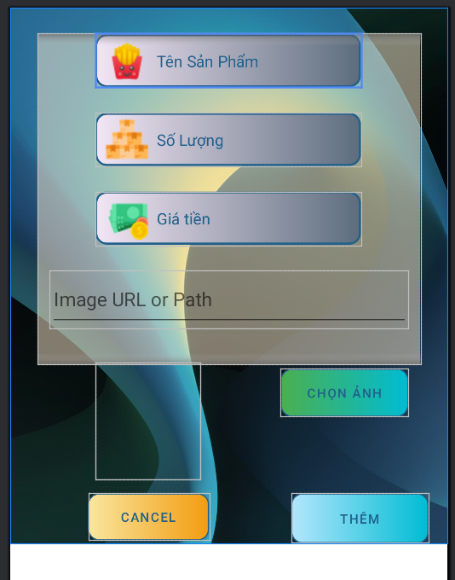 Tên Sản Phẩm
Số Lượng
Giá tiền
Image URL or Path
CHỌN ẢNH
CANCEL
THÊM